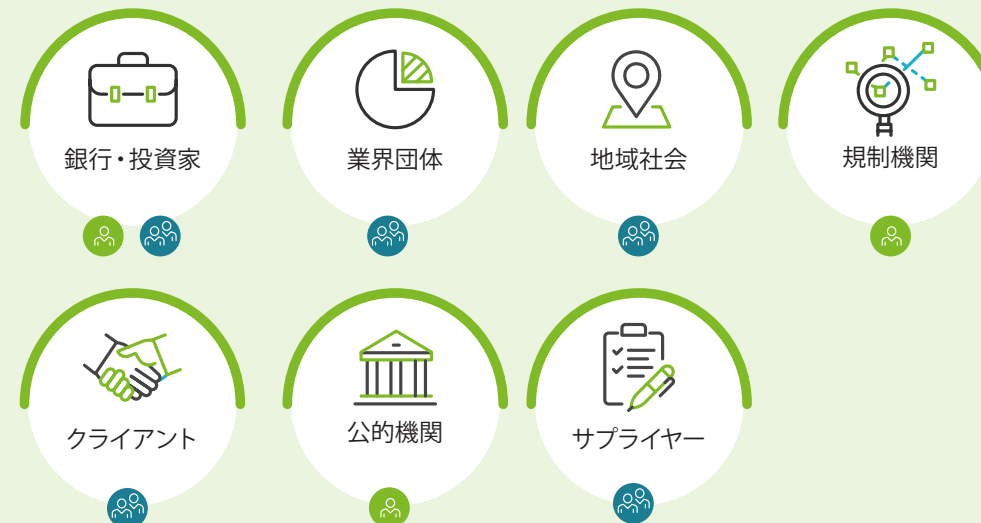 銀行・投資家
業界団体
地域社会
規制機関
クライアント
公的機関
サプライヤー